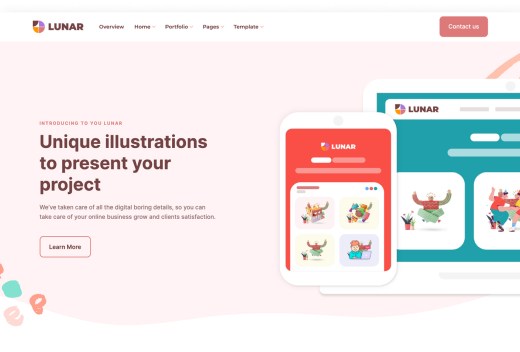 LUNAR
Overview
Home
Portfolio
Pages
Template
Contact us
INTRODUCING TO YOU LUNAR
Unique illustrations
to present your
project
We've taken care of all the digital boring details, so you can
take care of your online business grow and clients satisfaction.
Learn More
LUNAR
LUNAR